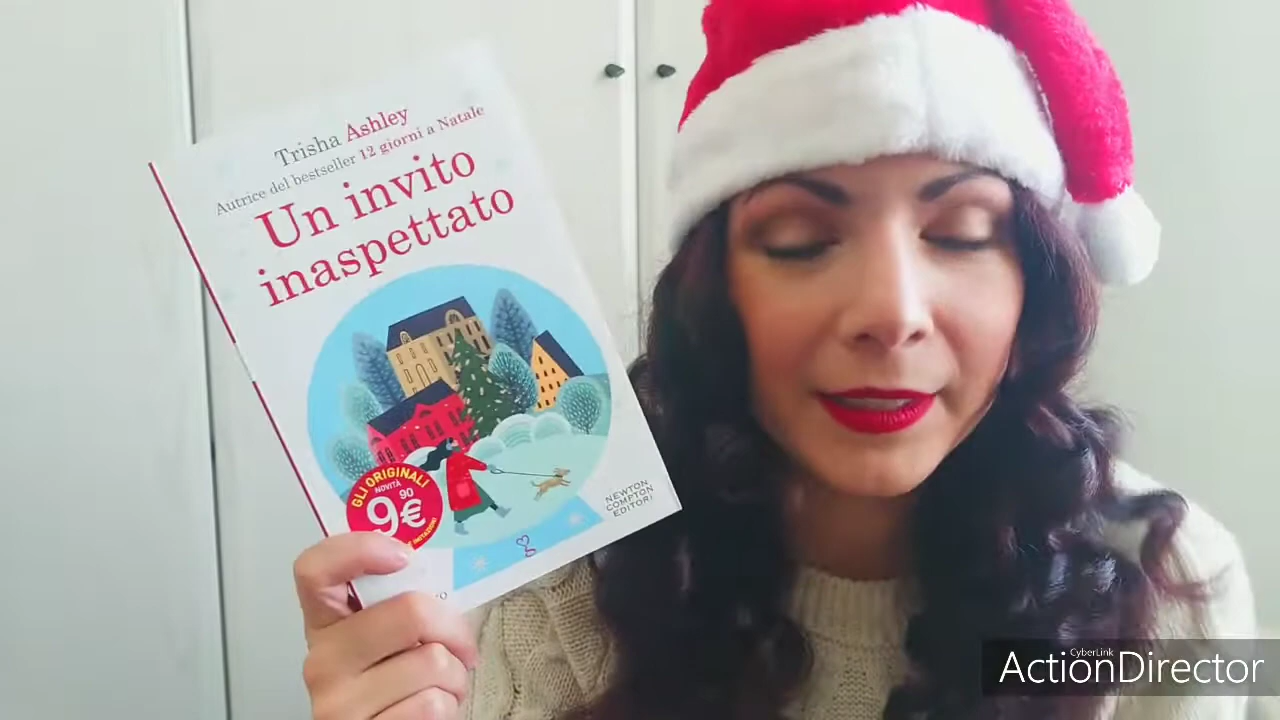 Trisha Ashley
Autrice del bestseller 12 giorni a Natale
Un invito
inaspettato
GLI ORIGINALI
NOVITÀ
9,90€
NEWTON
COMPTON
EDITORI
CyberLink
ActionDirector